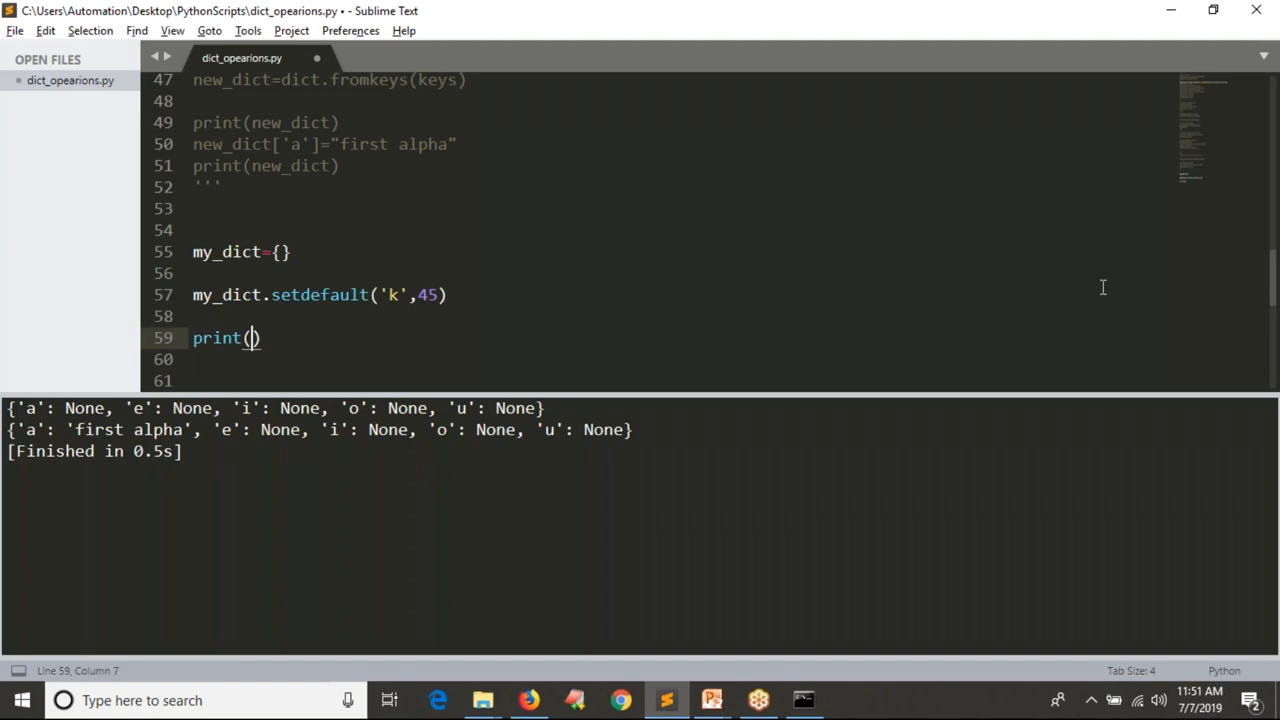 C:\Users\Automation\Desktop\PythonScripts\dict_opearions.py • - Sublime Text
File Edit Selection Find View Goto Tools Project Preferences Help
OPEN FILES
dict_opearions.py
dict_opearions.py
47 new_dict=dict.fromkeys(keys)
48
49 print(new_dict)
50 new_dict['a']="first alpha"
51 print(new_dict)
52 '''
53
54
55 my_dict={}
56
57 my_dict.setdefault('k',45)
58
59 print()
60
61
{'a': None, 'e': None, 'i': None, 'o': None, 'u': None}
{'a': 'first alpha', 'e': None, 'i': None, 'o': None, 'u': None}
[Finished in 0.5s]
Line 59, Column 7
Tab Size: 4
Python
Type here to search
11:51 AM
7/7/2019
2